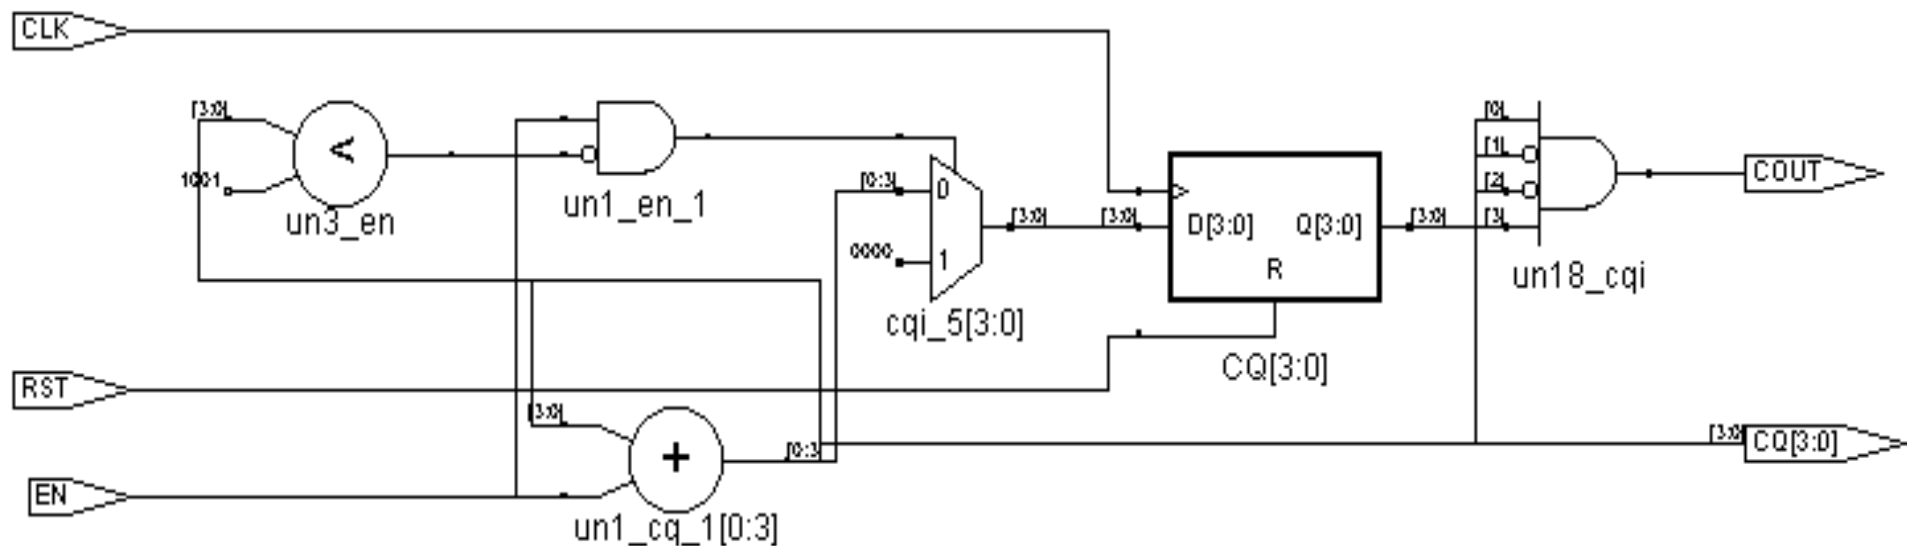 CLK
[3:0]
<
1001
un3_en
un1_en_1
[0:3]
0
0000
1
cqi_5[3:0]
[3:0]
[3:0]
D[3:0]
Q[3:0]
R
CQ[3:0]
[3:0]
[0]
[1]
[2]
[3]
un18_cqi
COUT
RST
[3:0]
+
[0:3]
un1_cq_1[0:3]
EN
[3:0]
CQ[3:0]